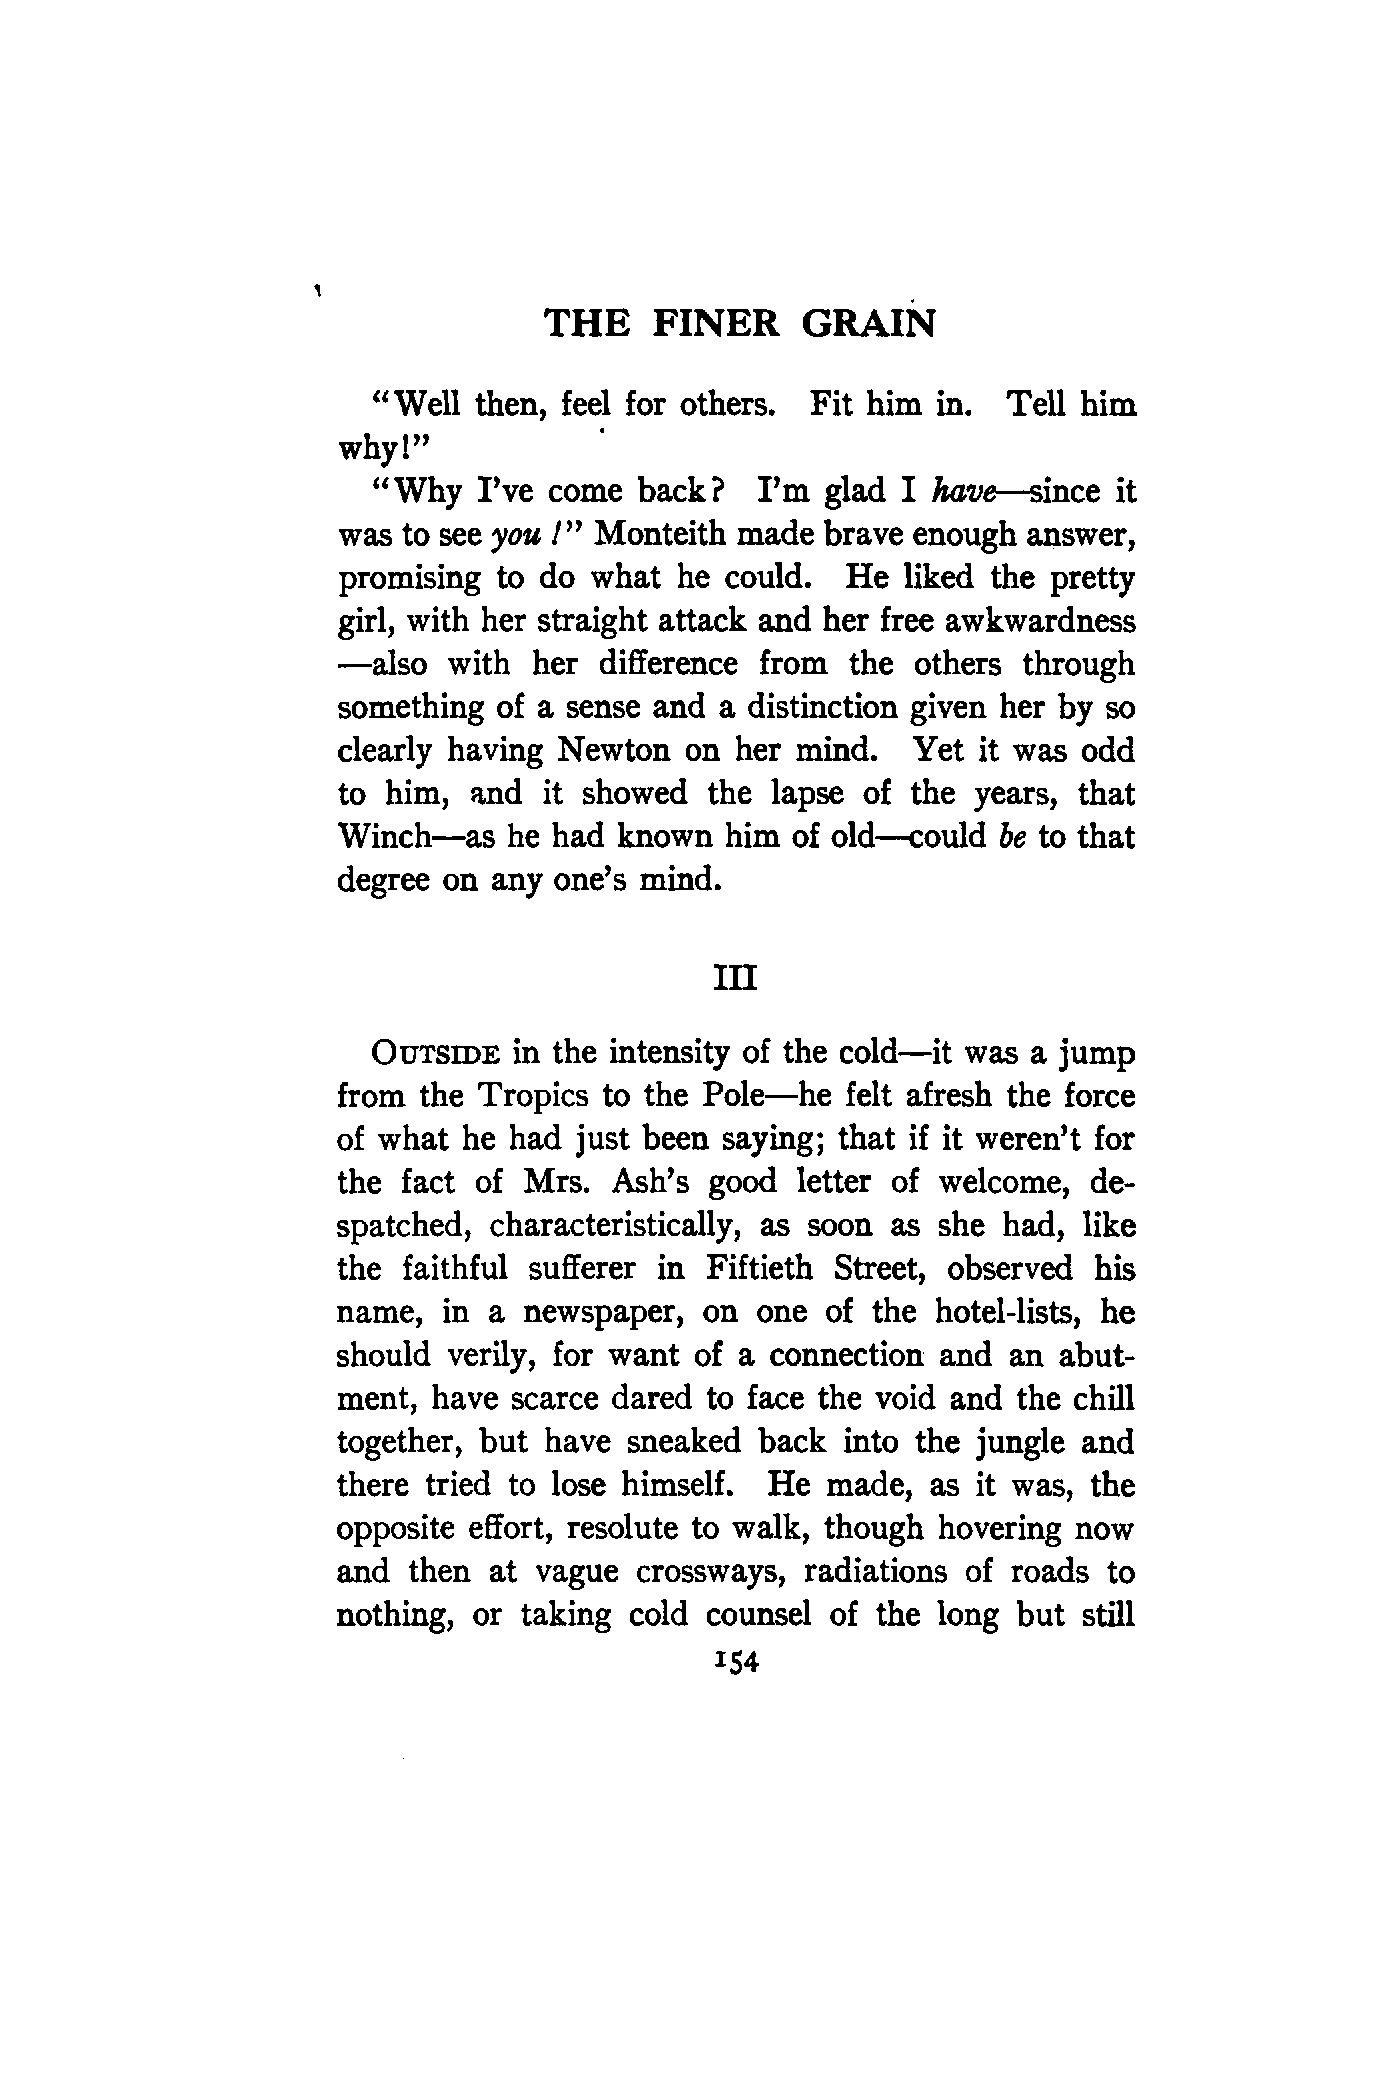 THE FINER GRAIN
“Well then, feel for others. Fit him in. Tell him
why!”
“Why I’ve come back? I’m glad I have—since it
was to see you!” Monteith made brave enough answer,
promising to do what he could. He liked the pretty
girl, with her straight attack and her free awkwardness
—also with her difference from the others through
something of a sense and a distinction given her by so
clearly having Newton on her mind. Yet it was odd
to him, and it showed the lapse of the years, that
Winch—as he had known him of old—could be to that
degree on any one’s mind.
III
Outside in the intensity of the cold—it was a jump
from the Tropics to the Pole—he felt afresh the force
of what he had just been saying; that if it weren’t for
the fact of Mrs. Ash’s good letter of welcome, de-
spatched, characteristically, as soon as she had, like
the faithful sufferer in Fiftieth Street, observed his
name, in a newspaper, on one of the hotel-lists, he
should verily, for want of a connection and an abut-
ment, have scarce dared to face the void and the chill
together, but have sneaked back into the jungle and
there tried to lose himself. He made, as it was, the
opposite effort, resolute to walk, though hovering now
and then at vague crossways, radiations of roads to
nothing, or taking cold counsel of the long but still
154